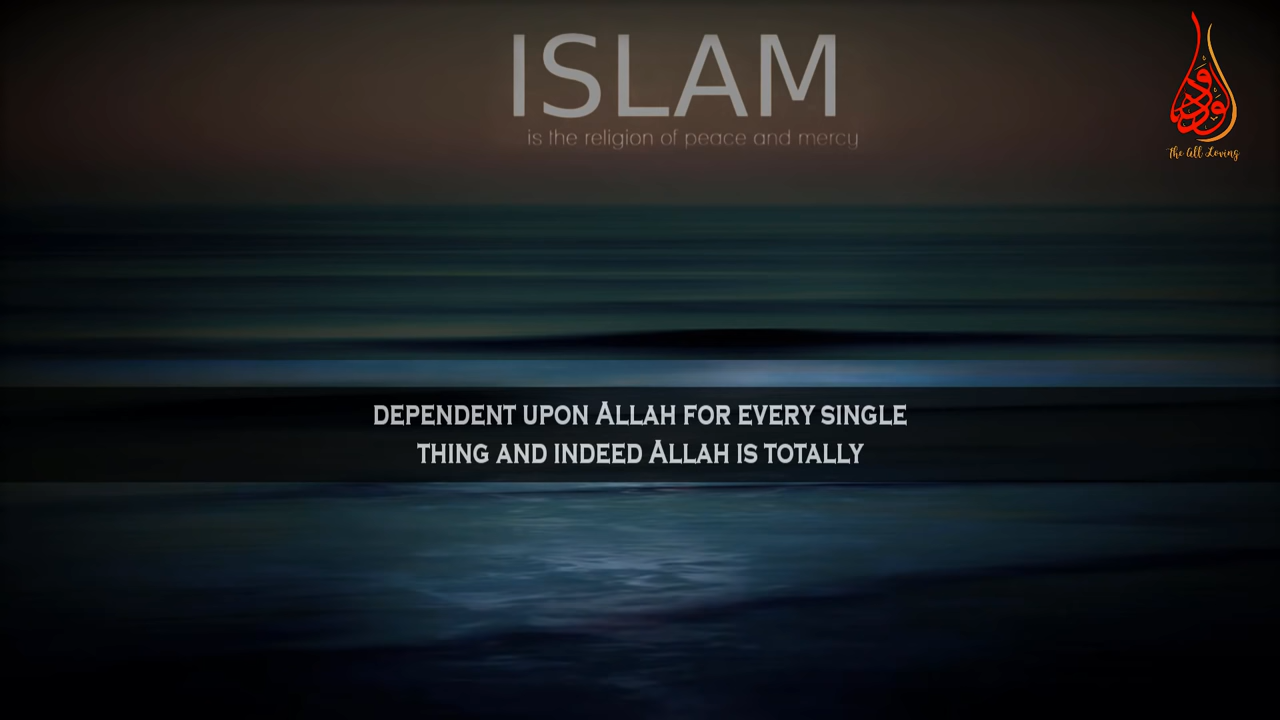 ISLAM
is the religion of peace and mercy
الودود
The All Loving
DEPENDENT UPON ALLAH FOR EVERY SINGLE
THING AND INDEED ALLAH IS TOTALLY